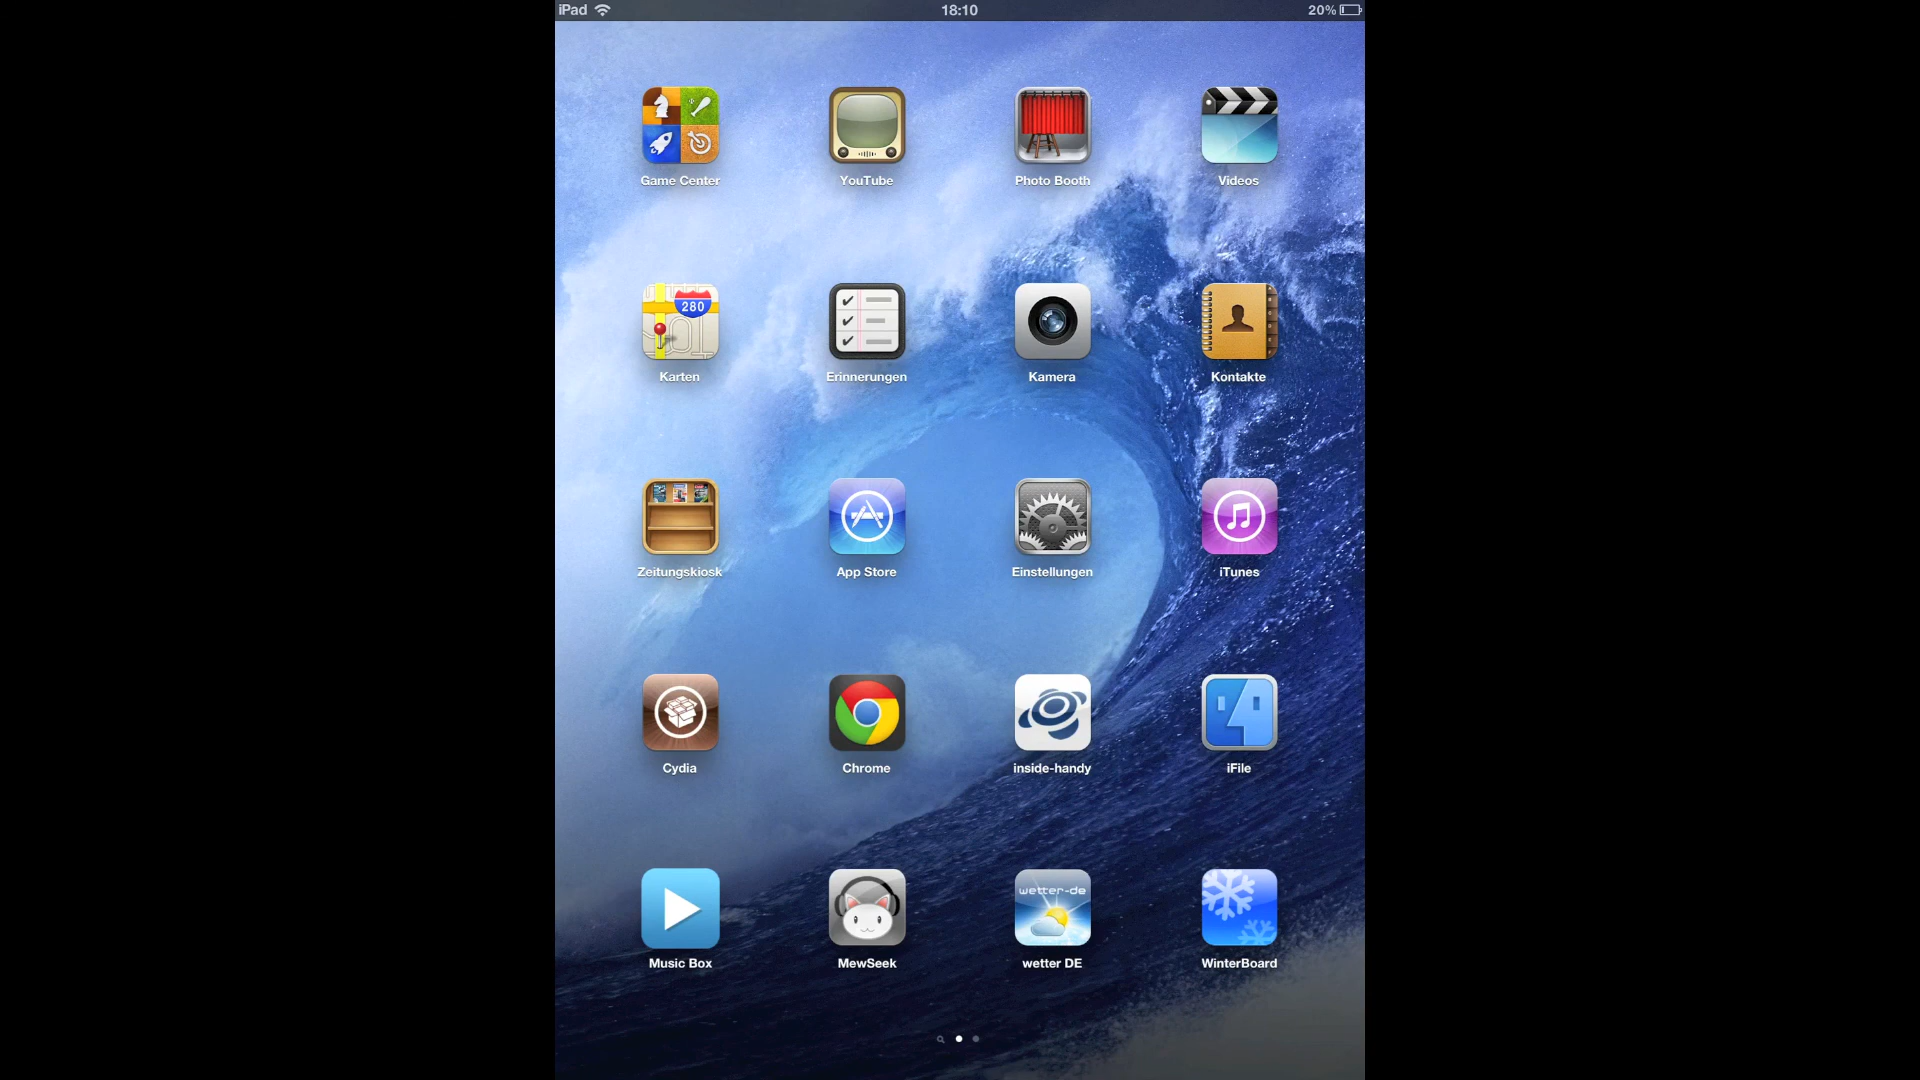 iPad 18:10 20%
Game Center YouTube Photo Booth Videos
280
Karten Erinnerungen Kamera Kontakte
Zeitungskiosk App Store Einstellungen iTunes
Cydia Chrome inside-handy iFile
wetter-de
Music Box MewSeek wetter DE WinterBoard